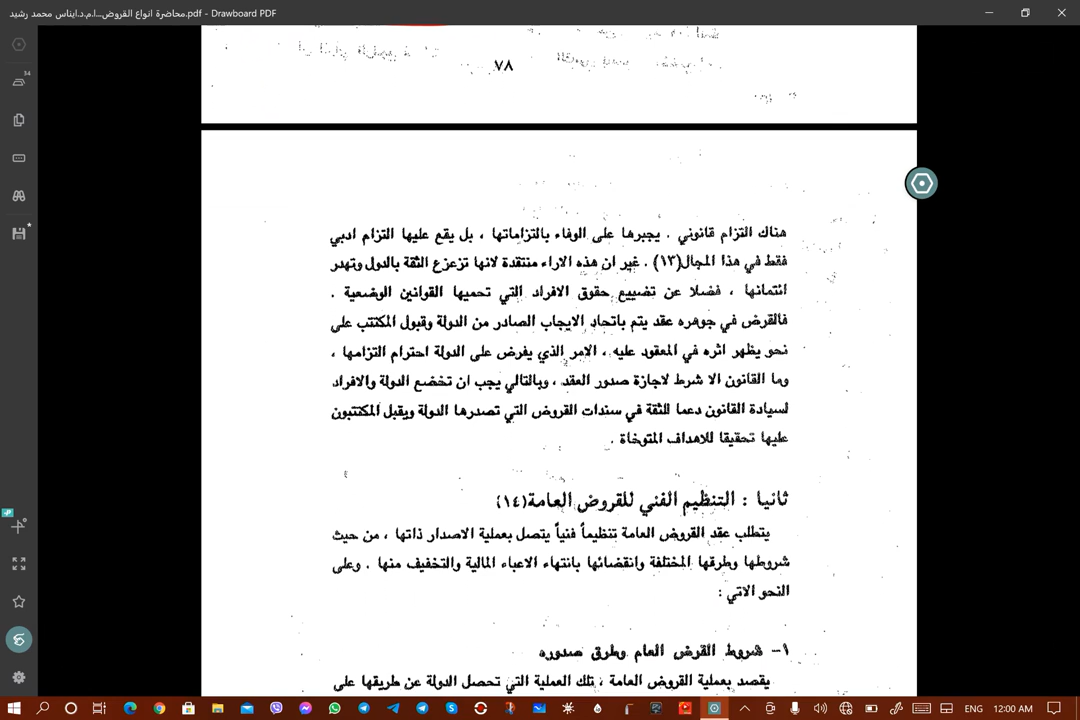 محاضرة انواع القروض...ا.م.د.ايناس محمد رشيد.pdf - Drawboard PDF
34
٨٧
هناك التزام قانوني . يجبرها على الوفاء بالتزاماتها ، بل يقع عليها التزام ادبي
فقط في هذا المجال(١٣) . غير ان هذه الاراء منتقدة لانها تزعزع الثقة بالدول وتهدر
ائتمانها ، فضلا عن تضييع حقوق الافراد التي تحميها القوانين الوضعية .
فالقرض في جوهره عقد يتم باتحاد الايجاب الصادر من الدولة وقبول المكتتب على
نحو يظهر اثره في المعقود عليه ، الامر الذي يفرض على الدولة احترام التزامها ،
وما القانون الا شرط لاجازة صدور العقد ، وبالتالي يجب ان تخضع الدولة والافراد
لسيادة القانون دعما للثقة في سندات القروض التي تصدرها الدولة ويقبل المكتتبون
عليها تحقيقا للاهداف المتوخاة .
ثانيا : التنظيم الفني للقروض العامة(١٤)
يتطلب عقد القروض العامة تنظيماً فنياً يتصل بعملية الاصدار ذاتها ، من حيث
شروطها وطرقها المختلفة وانقضائها بانتهاء الاعباء المالية والتخفيف منها . وعلى
النحو الاتي :
١- شروط القرض العام وطرق صدوره
يقصد بعملية القروض العامة ، تلك العملية التي تحصل الدولة عن طريقها على
ENG 12:00 AM